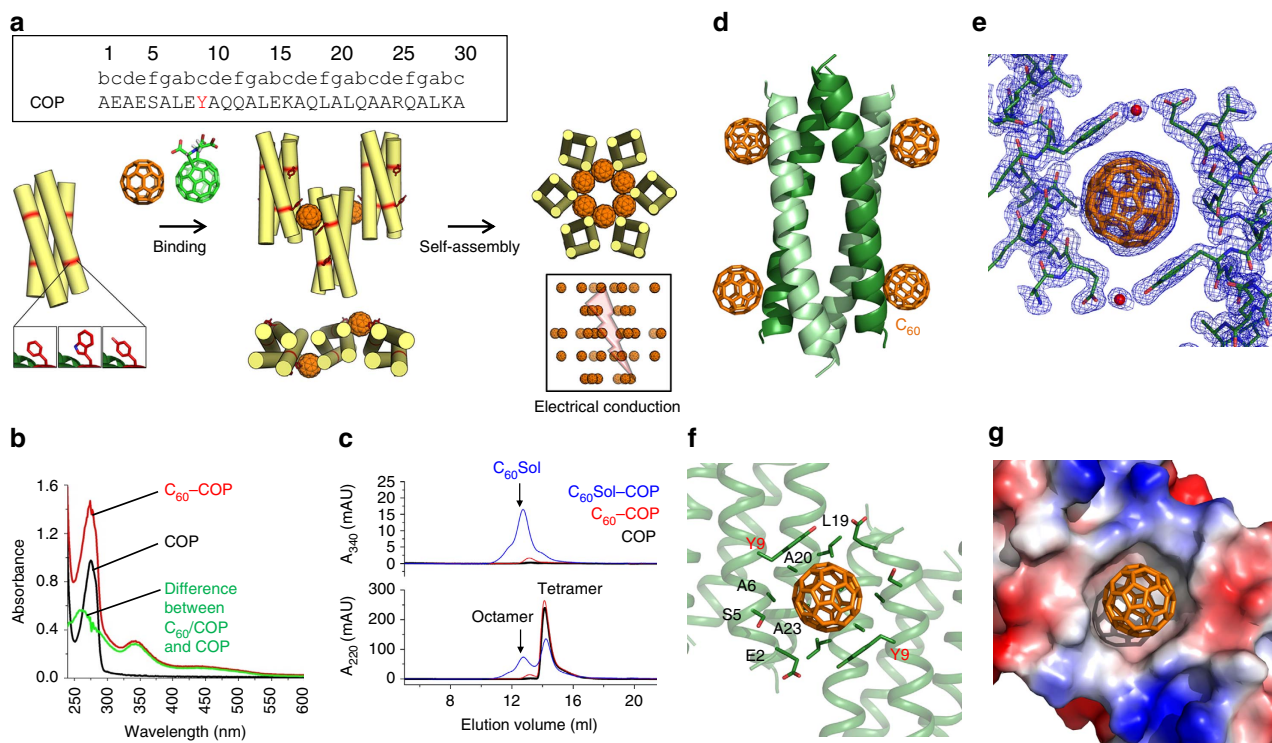 a
1 5 10 15 20 25 30
bcdefgabcdefgabcdefgabcdefgabc
COP AEAESALEYAQQALEKAQLALQAARQALKA
Binding
Self-assembly
Electrical conduction
b
Absorbance
1.6
1.2
0.8
0.4
0.0
250 300 350 400 450 500 550 600
Wavelength (nm)
C60–COP
COP
Difference
between
C60/COP
and COP
c
C60Sol
C60Sol–COP
C60–COP
COP
A340 (mAU)
25
20
15
10
5
0
Tetramer
Octamer
A220 (mAU)
300
200
100
0
8 12 16 20
Elution volume (ml)
d
C60
e
f
L19
Y9
A20
A6
S5
A23
E2
Y9
g